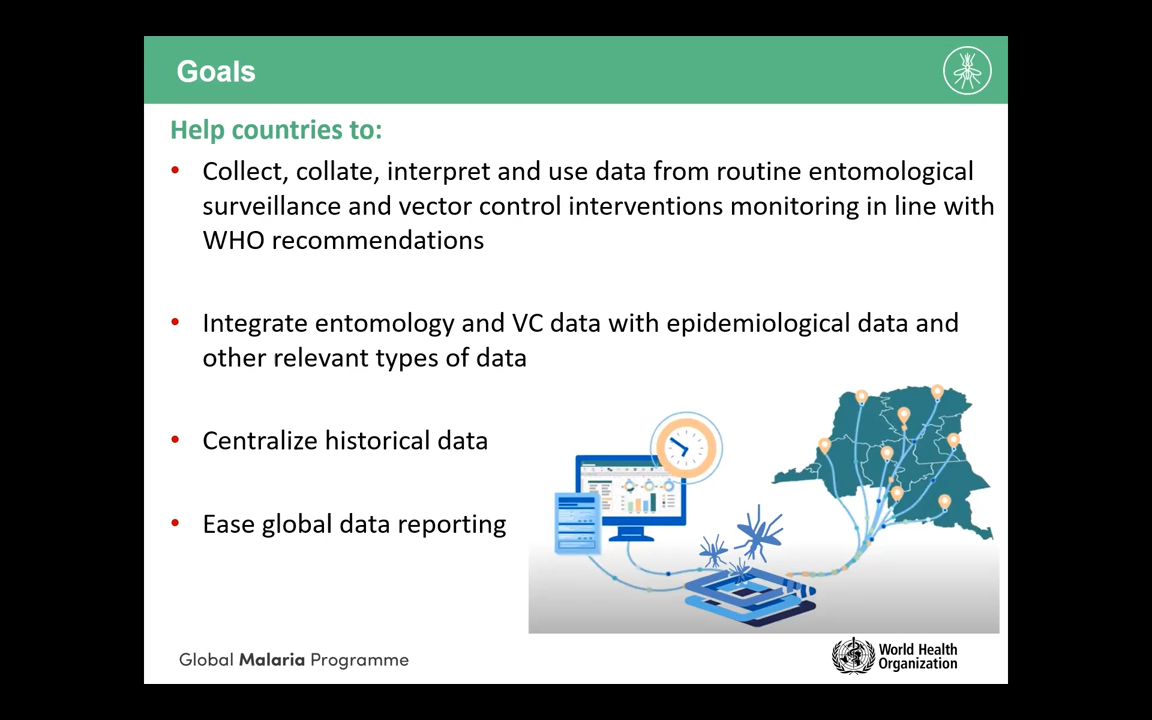 Goals
Help countries to:
• Collect, collate, interpret and use data from routine entomological
surveillance and vector control interventions monitoring in line with
WHO recommendations
• Integrate entomology and VC data with epidemiological data and
other relevant types of data
• Centralize historical data
• Ease global data reporting
Global Malaria Programme
World Health
Organization